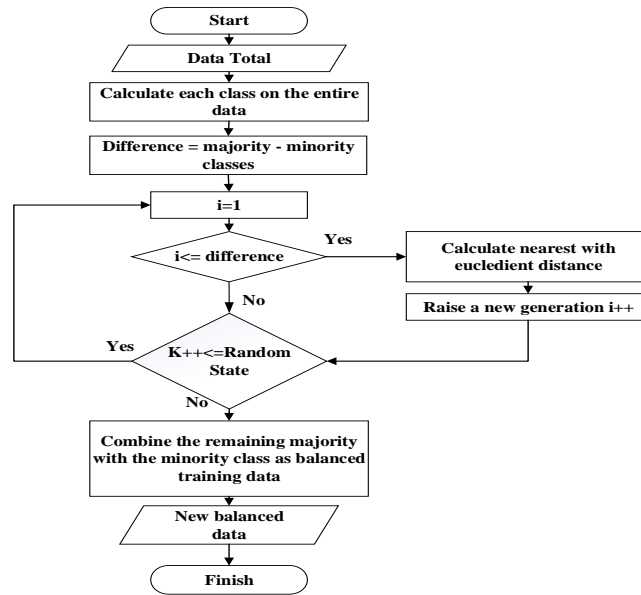 Start
Data Total
Calculate each class on the entire
data
Difference = majority - minority
classes
i=1
i<= difference
Yes
Calculate nearest with
eucledient distance
No
Raise a new generation i++
Yes
K++<=Random
State
No
Combine the remaining majority
with the minority class as balanced
training data
New balanced
data
Finish